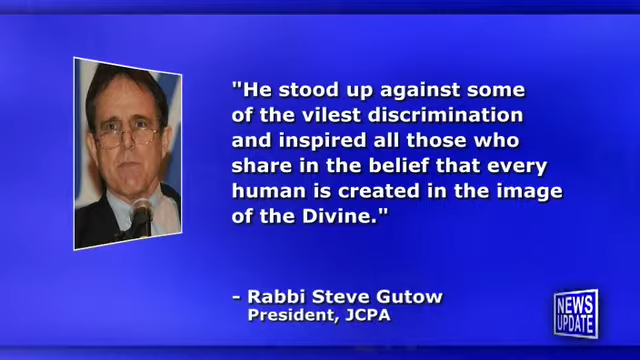 "He stood up against some
of the vilest discrimination
and inspired all those who
share in the belief that every
human is created in the image
of the Divine."
- Rabbi Steve Gutow
President, JCPA
NEWS
UPDATE